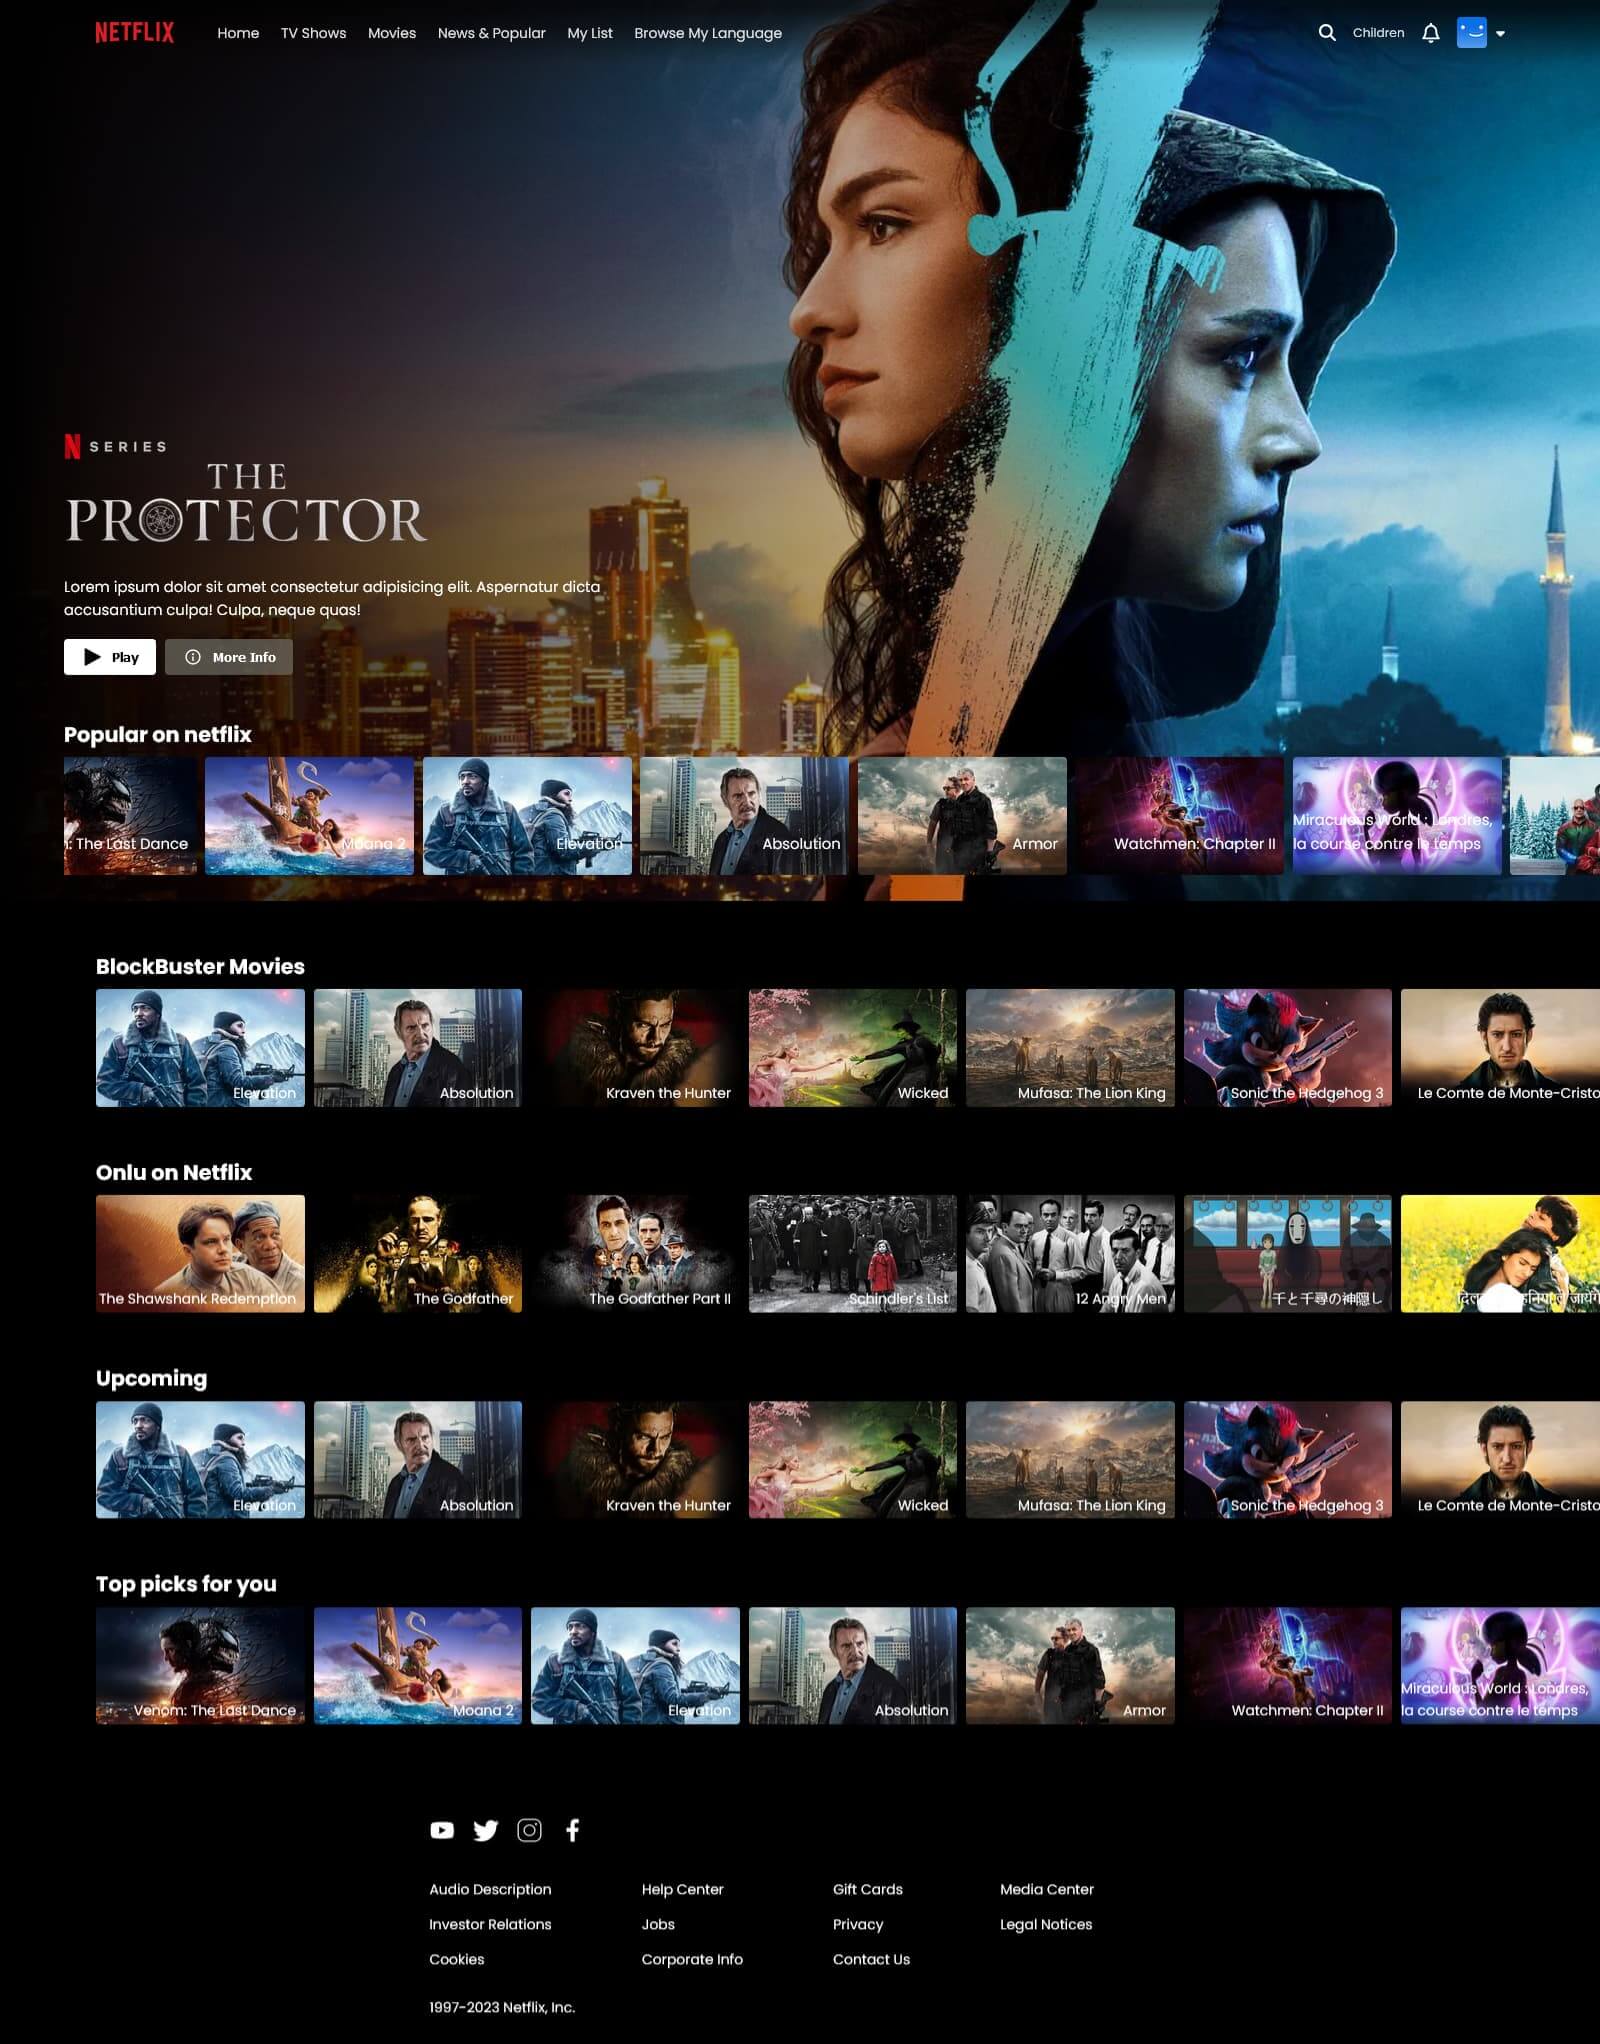 NETFLIX
Home
TV Shows
Movies
News & Popular
My List
Browse My Language
Children
N SERIES
THE
PROTECTOR
Lorem ipsum dolor sit amet consectetur adipisicing elit. Aspernatur dicta
accusantium culpa! Culpa, neque quas!
Play
More Info
Popular on netflix
: The Last Dance
Moana 2
Elevation
Absolution
Armor
Watchmen: Chapter II
Miraculous World : Londres,
la course contre le temps
BlockBuster Movies
Elevation
Absolution
Kraven the Hunter
Wicked
Mufasa: The Lion King
Sonic the Hedgehog 3
Le Comte de Monte-Cristo
Onlu on Netflix
The Shawshank Redemption
The Godfather
The Godfather Part II
Schindler's List
12 Angry Men
千と千尋の神隠し
Upcoming
Elevation
Absolution
Kraven the Hunter
Wicked
Mufasa: The Lion King
Sonic the Hedgehog 3
Le Comte de Monte-Cristo
Top picks for you
Venom: The Last Dance
Moana 2
Elevation
Absolution
Armor
Watchmen: Chapter II
Miraculous World : Londres,
la course contre le temps
Audio Description
Help Center
Gift Cards
Media Center
Investor Relations
Jobs
Privacy
Legal Notices
Cookies
Corporate Info
Contact Us
1997-2023 Netflix, Inc.